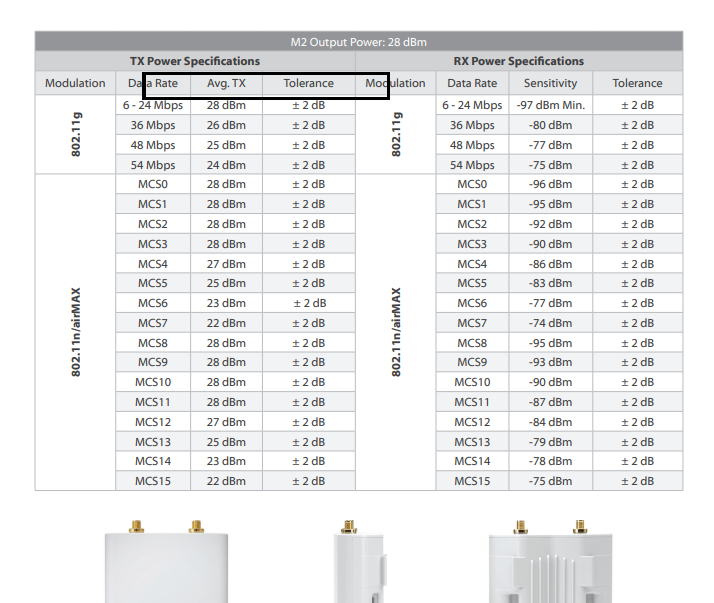 M2 Output Power: 28 dBm
TX Power Specifications RX Power Specifications
Modulation Data Rate Avg. TX Tolerance Modulation Data Rate Sensitivity Tolerance
802.11g 6 - 24 Mbps 28 dBm ± 2 dB 802.11g 6 - 24 Mbps -97 dBm Min. ± 2 dB
36 Mbps 26 dBm ± 2 dB 36 Mbps -80 dBm ± 2 dB
48 Mbps 25 dBm ± 2 dB 48 Mbps -77 dBm ± 2 dB
54 Mbps 24 dBm ± 2 dB 54 Mbps -75 dBm ± 2 dB
802.11n/airMAX MCS0 28 dBm ± 2 dB 802.11n/airMAX MCS0 -96 dBm ± 2 dB
MCS1 28 dBm ± 2 dB MCS1 -95 dBm ± 2 dB
MCS2 28 dBm ± 2 dB MCS2 -92 dBm ± 2 dB
MCS3 28 dBm ± 2 dB MCS3 -90 dBm ± 2 dB
MCS4 27 dBm ± 2 dB MCS4 -86 dBm ± 2 dB
MCS5 25 dBm ± 2 dB MCS5 -83 dBm ± 2 dB
MCS6 23 dBm ± 2 dB MCS6 -77 dBm ± 2 dB
MCS7 22 dBm ± 2 dB MCS7 -74 dBm ± 2 dB
MCS8 28 dBm ± 2 dB MCS8 -95 dBm ± 2 dB
MCS9 28 dBm ± 2 dB MCS9 -93 dBm ± 2 dB
MCS10 28 dBm ± 2 dB MCS10 -90 dBm ± 2 dB
MCS11 28 dBm ± 2 dB MCS11 -87 dBm ± 2 dB
MCS12 27 dBm ± 2 dB MCS12 -84 dBm ± 2 dB
MCS13 25 dBm ± 2 dB MCS13 -79 dBm ± 2 dB
MCS14 23 dBm ± 2 dB MCS14 -78 dBm ± 2 dB
MCS15 22 dBm ± 2 dB MCS15 -75 dBm ± 2 dB